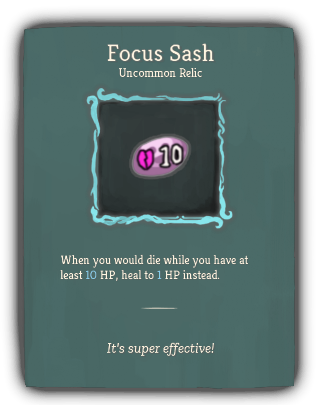 Focus Sash
Uncommon Relic
10
When you would die while you have at
least 10 HP, heal to 1 HP instead.
It's super effective!